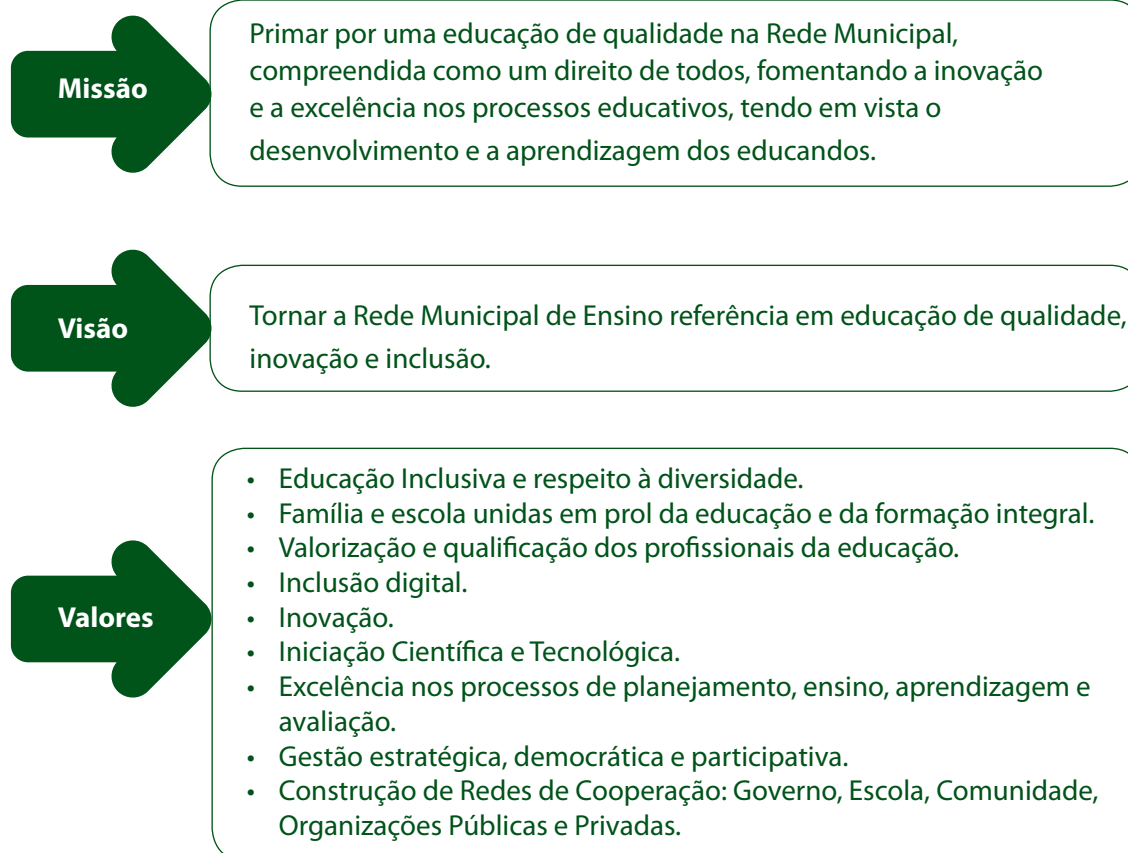 Missão
Primar por uma educação de qualidade na Rede Municipal,
compreendida como um direito de todos, fomentando a inovação
e a excelência nos processos educativos, tendo em vista o
desenvolvimento e a aprendizagem dos educandos.
Visão
Tornar a Rede Municipal de Ensino referência em educação de qualidade,
inovação e inclusão.
Valores
• Educação Inclusiva e respeito à diversidade.
• Família e escola unidas em prol da educação e da formação integral.
• Valorização e qualificação dos profissionais da educação.
• Inclusão digital.
• Inovação.
• Iniciação Científica e Tecnológica.
• Excelência nos processos de planejamento, ensino, aprendizagem e
avaliação.
• Gestão estratégica, democrática e participativa.
• Construção de Redes de Cooperação: Governo, Escola, Comunidade,
Organizações Públicas e Privadas.